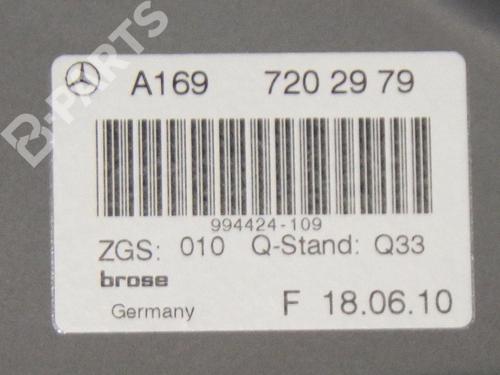 B-PARTS
A169 720 29 79
994424-109
ZGS: 010 Q-Stand: Q33
brose
Germany F 18.06.10